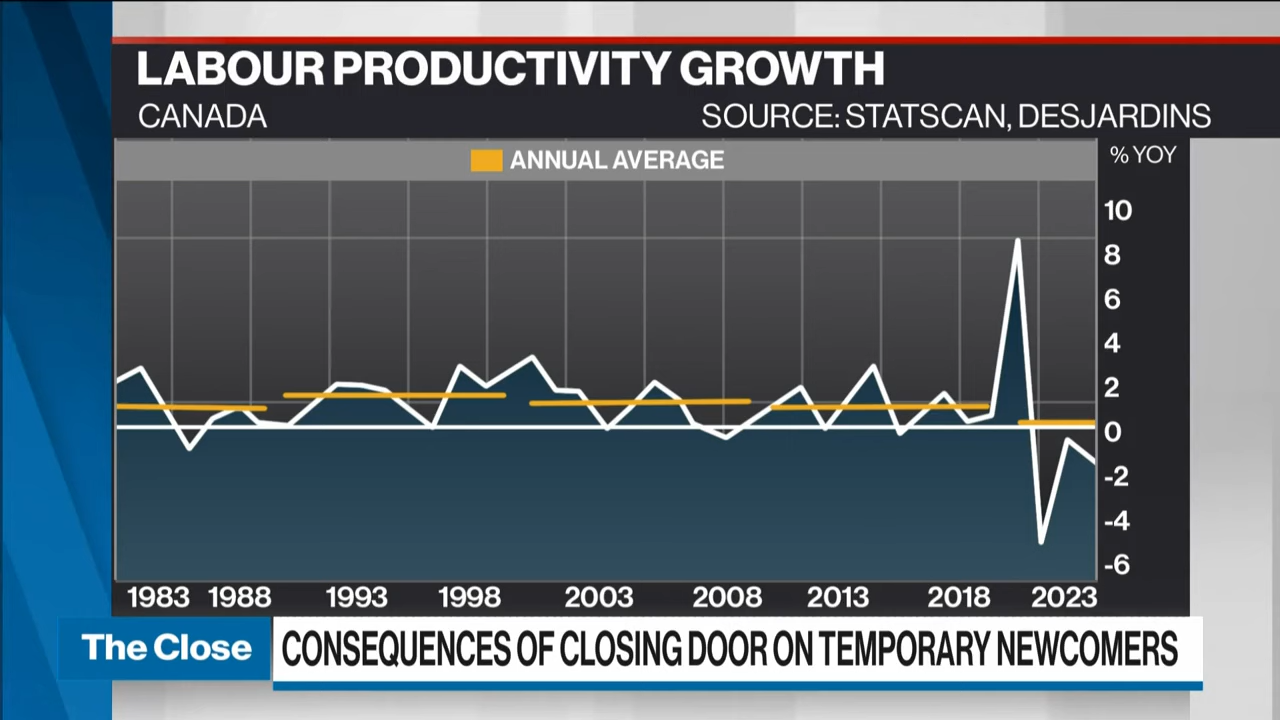 LABOUR PRODUCTIVITY GROWTH
CANADA
SOURCE: STATSCAN, DESJARDINS
ANNUAL AVERAGE
% YOY
10
8
6
4
2
0
-2
-4
-6
1983 1988 1993 1998 2003 2008 2013 2018 2023
The Close
CONSEQUENCES OF CLOSING DOOR ON TEMPORARY NEWCOMERS